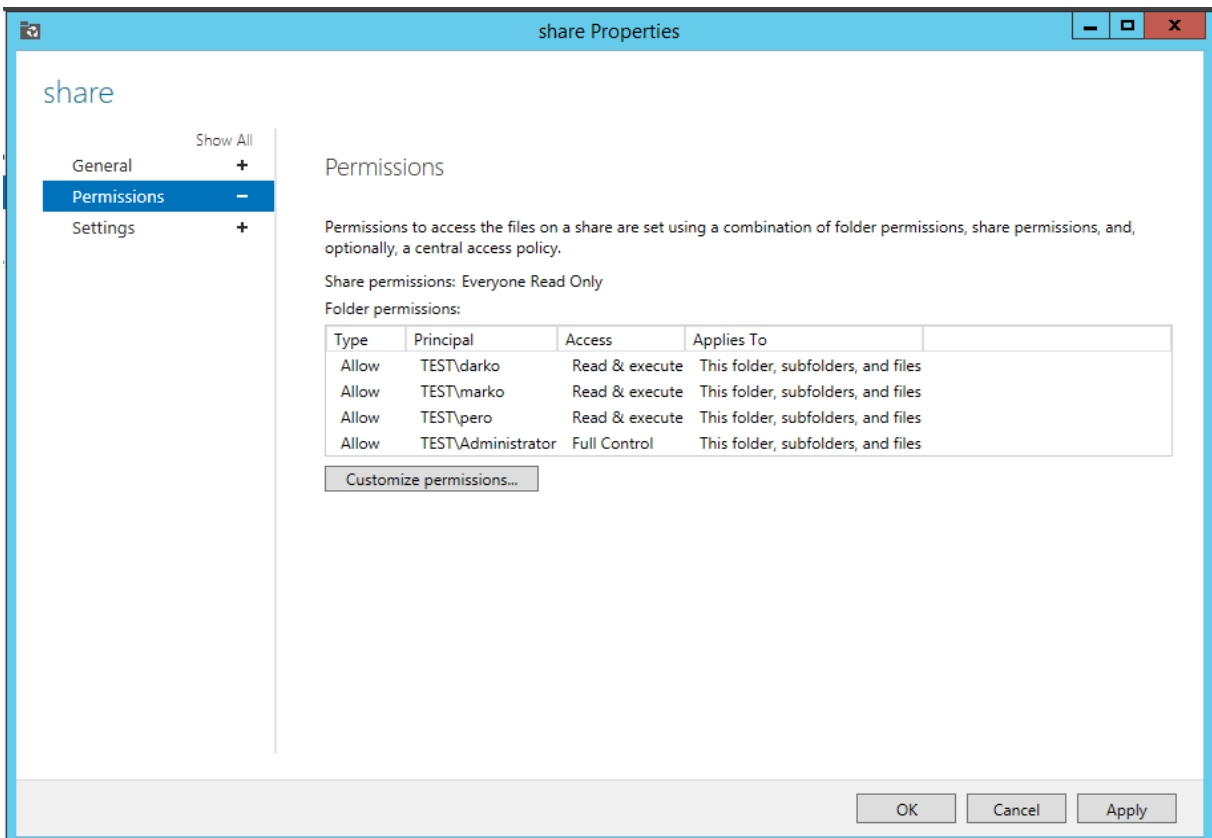 share Properties
share
Show All
General +
Permissions −
Settings +
Permissions
Permissions to access the files on a share are set using a combination of folder permissions, share permissions, and,
optionally, a central access policy.
Share permissions: Everyone Read Only
Folder permissions:
Type Principal Access Applies To
Allow TEST\darko Read & execute This folder, subfolders, and files
Allow TEST\marko Read & execute This folder, subfolders, and files
Allow TEST\pero Read & execute This folder, subfolders, and files
Allow TEST\Administrator Full Control This folder, subfolders, and files
Customize permissions...
OK Cancel Apply